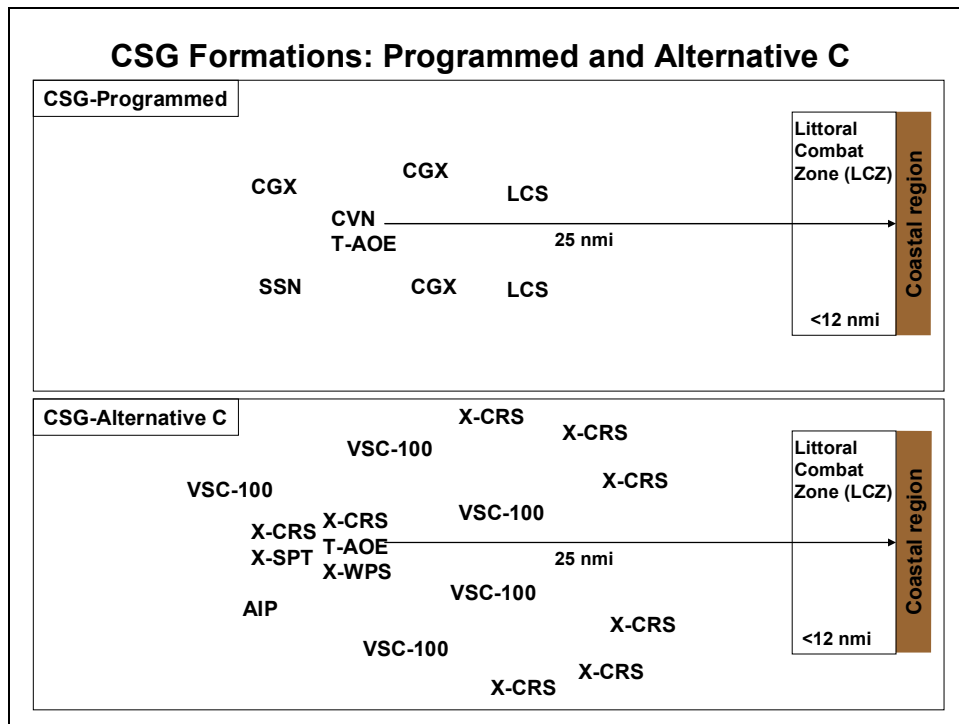 CSG Formations: Programmed and Alternative C
CSG-Programmed
Littoral
Combat
Zone (LCZ)
Coastal region
CGX
CGX
LCS
CVN
T-AOE
25 nmi
SSN
CGX
LCS
<12 nmi
CSG-Alternative C
X-CRS
X-CRS
VSC-100
Littoral
Combat
Zone (LCZ)
Coastal region
X-CRS
VSC-100
VSC-100
X-CRS
X-SPT
X-CRS
T-AOE
X-WPS
25 nmi
VSC-100
AIP
X-CRS
VSC-100
<12 nmi
X-CRS
X-CRS